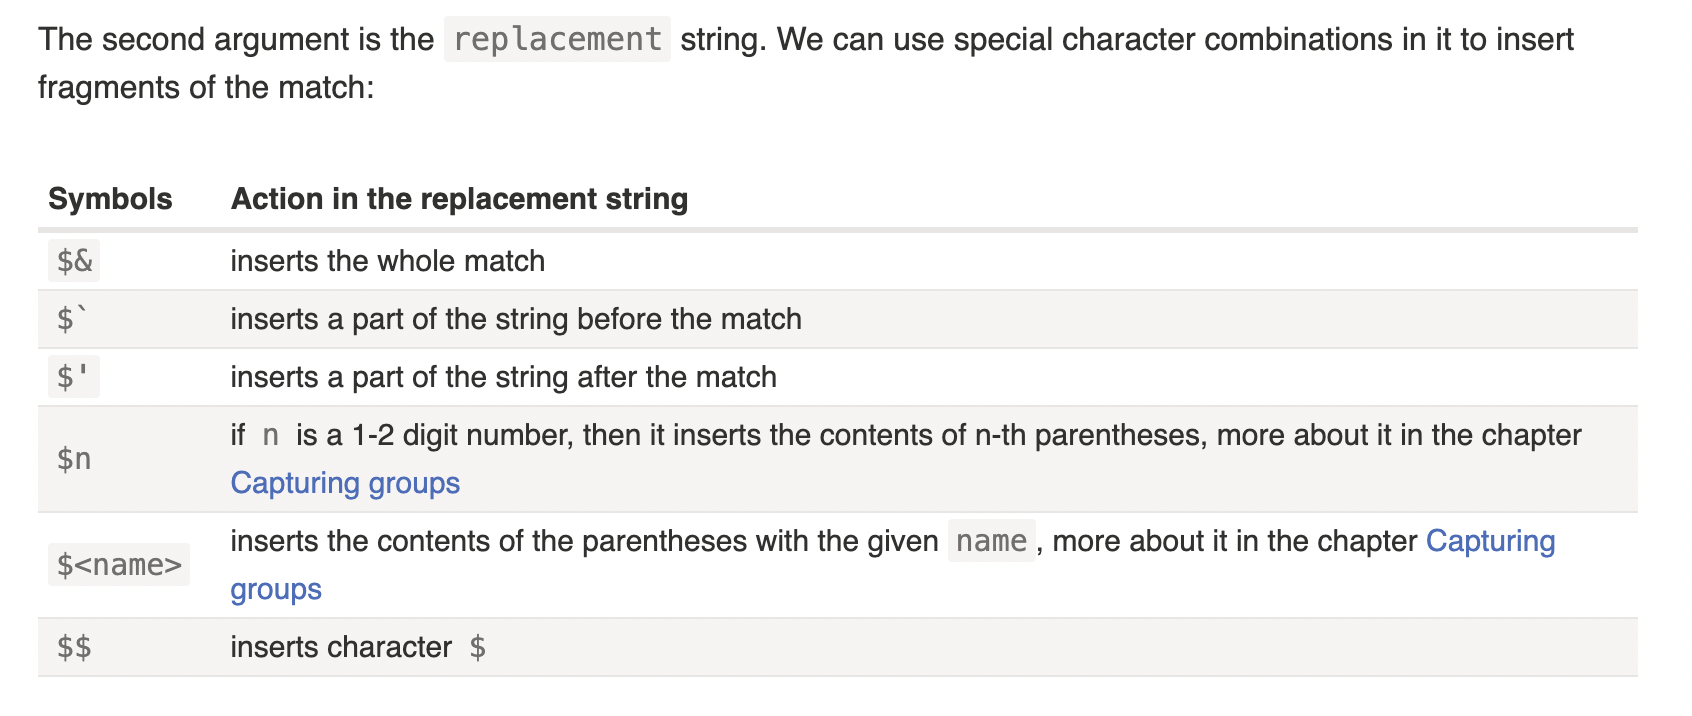 The second argument is the replacement string. We can use special character combinations in it to insert
fragments of the match:
Symbols Action in the replacement string
$& inserts the whole match
$` inserts a part of the string before the match
$' inserts a part of the string after the match
$n if n is a 1-2 digit number, then it inserts the contents of n-th parentheses, more about it in the chapter
Capturing groups
$<name> inserts the contents of the parentheses with the given name, more about it in the chapter Capturing
groups
$$ inserts character $